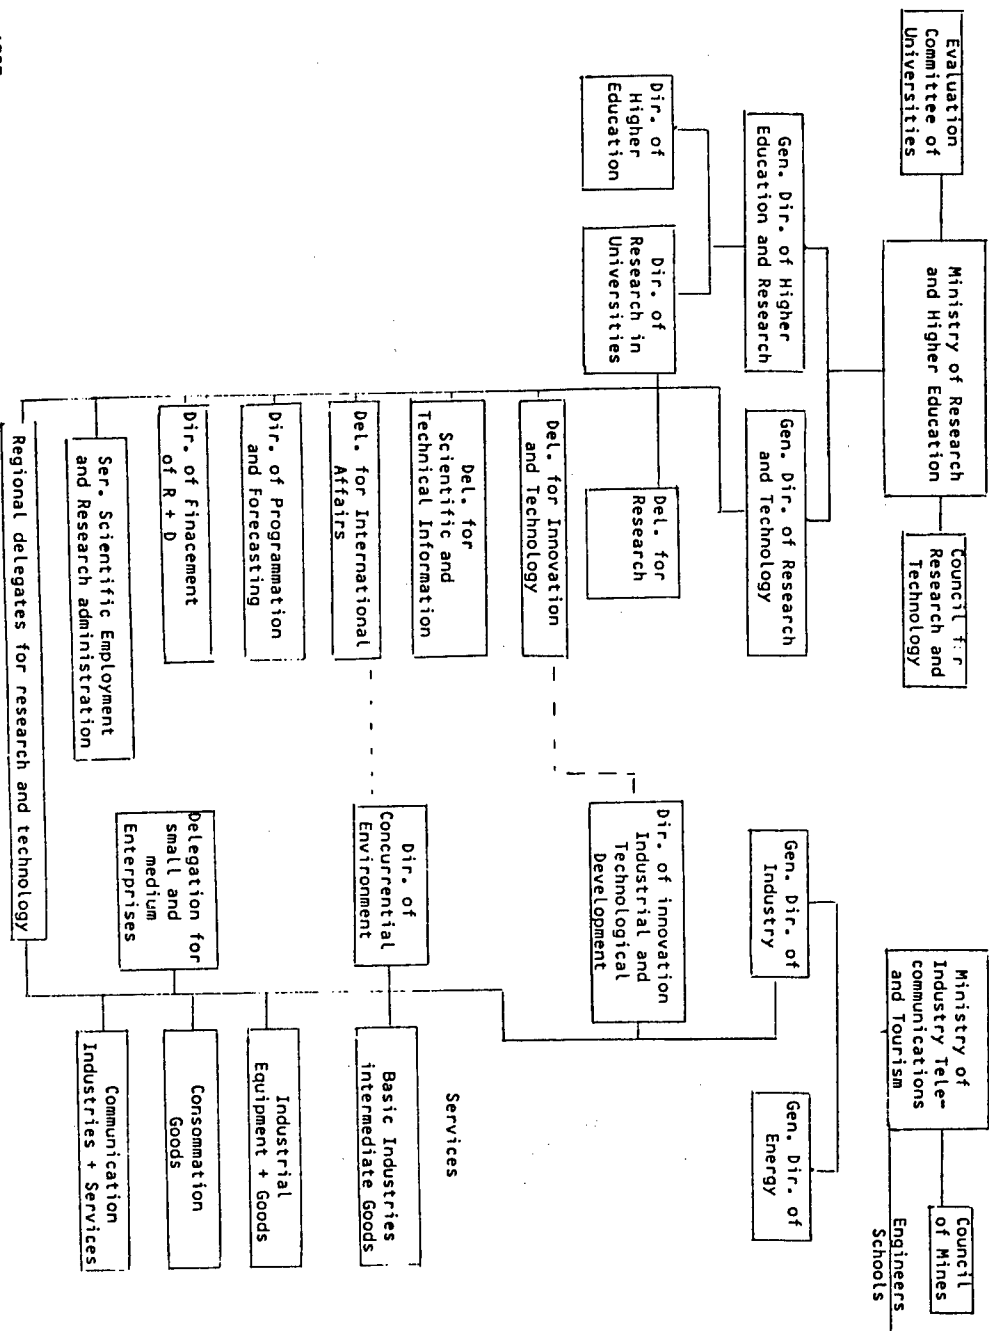 Evaluation
Committee of
Universities
Ministry of Research
and Higher Education
Council f:r
Research and
Technology
Ministry of
Industry Tele-
communications
and Tourism
Council
of Mines
Engineers
Schools
Gen. Dir. of Higher
Education and Research
Gen. Dir. of Research
and Technology
Gen. Dir. of
Industry
Gen. Dir. of
Energy
Dir. of
Higher
Education
Dir. of
Research in
Universities
Del. for
Research
Dir. of innovation
Industrial and
Technological
Development
Del. for Innovation
and Technology
Del. for
Scientific and
Technical Information
Services
Del. for International
Affairs
Dir. of
Concurrential
Environment
Basic Industries
intermediate Goods
Dir. of Programmation
and Forecasting
Industrial
Equipment + Goods
Dir. of Finacement
of R + D
Delegation for
small and
medium
Enterprises
Consommation
Goods
Ser. Scientific Employment
and Research administration
Communication
Industries + Services
Regional delegates for research and technology